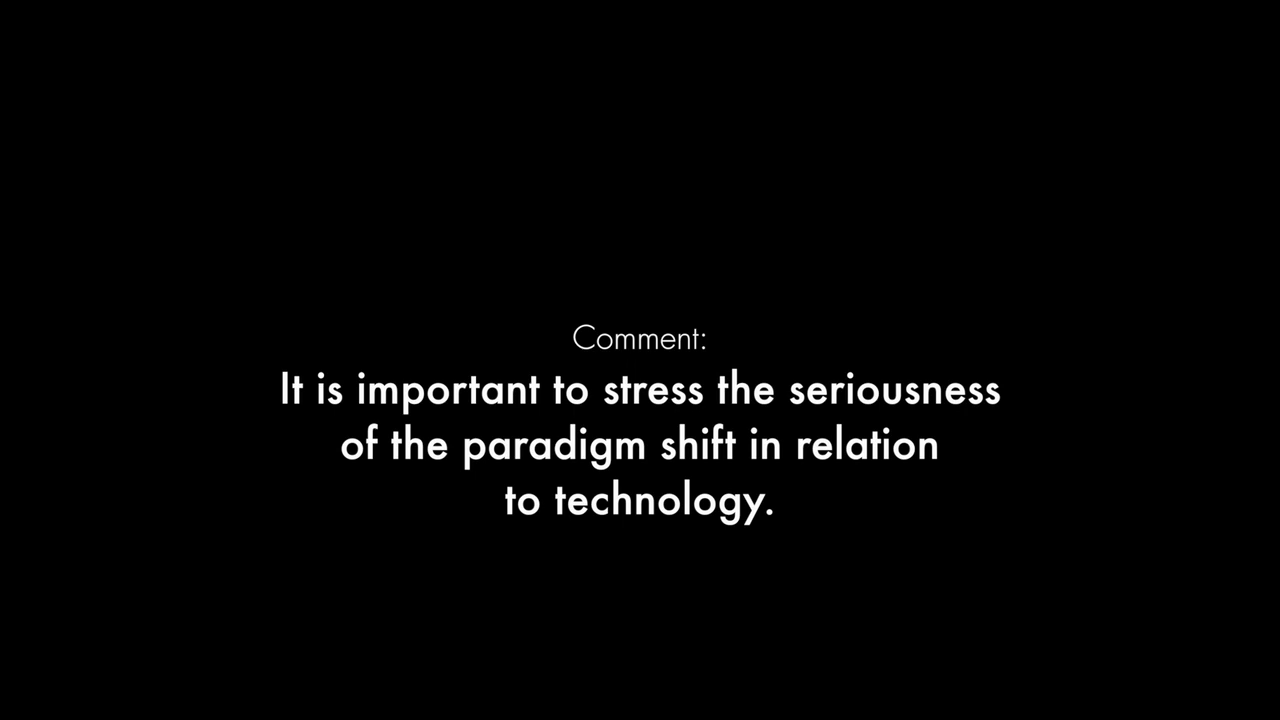 Comment:
It is important to stress the seriousness
of the paradigm shift in relation
to technology.